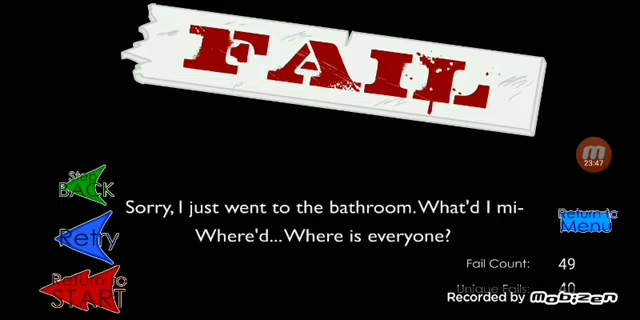 FAIL
23:47
Step
BACK
Sorry, I just went to the bathroom. What'd I mi-
Where'd... Where is everyone?
Retry
Return to
Menu
Return to
START
Fail Count: 49
Unique Fails: 40
Recorded by MOBIZEN